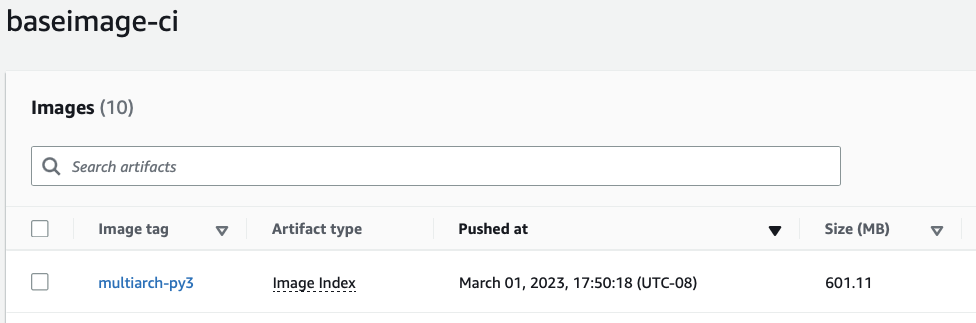 baseimage-ci
Images (10)
Search artifacts
Image tag Artifact type Pushed at Size (MB)
multiarch-py3 Image Index March 01, 2023, 17:50:18 (UTC-08) 601.11